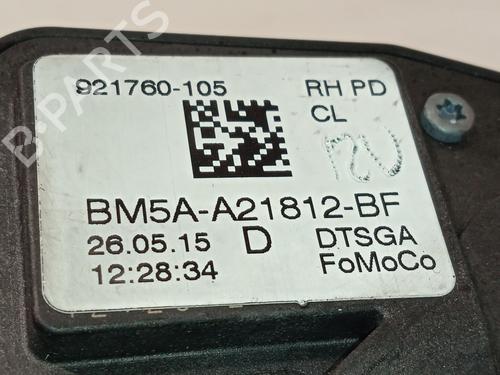 B-PARTS
921760-105 RH PD
CL
BM5A-A21812-BF
26.05.15 D DTSGA
12:28:34 FoMoCo